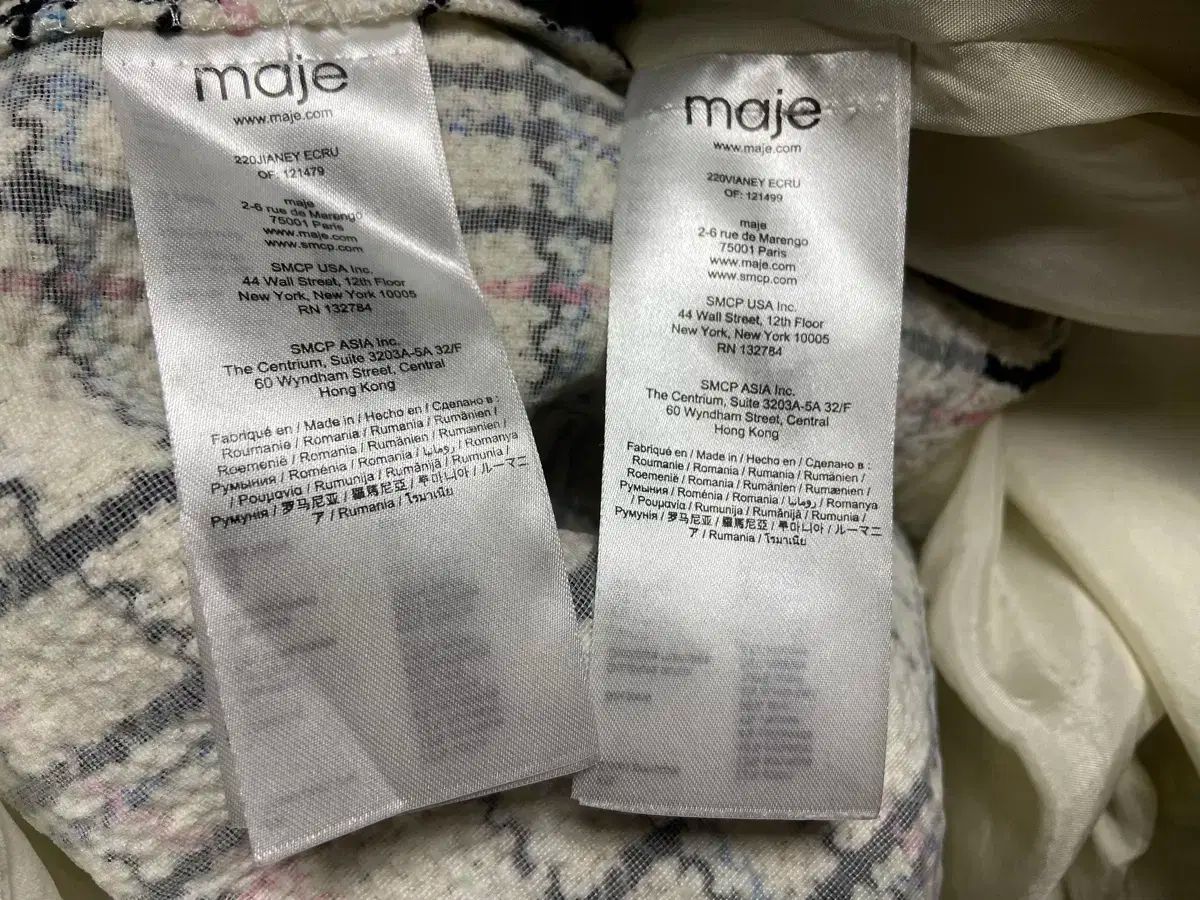 maje
www.maje.com
220JIANEY ECRU
OF: 121479
maje
2-6 rue de Marengo
75001 Paris
www.maje.com
www.smcp.com
SMCP USA Inc.
44 Wall Street, 12th Floor
New York, New York 10005
RN 132784
SMCP ASIA Inc.
The Centrium, Suite 3203A-5A 32/F
60 Wyndham Street, Central
Hong Kong
Fabriqué en / Made in / Hecho en / Сделано в :
Roumanie / Romania / Rumania / Rumänien /
Roemenië / Romania / Rumänien / Rumænien /
Румыния / Roménia / Romania / رومانيا / Romanya
/ Ρουμανία / Rumunija / Rumânijā / Rumunia /
Румунія / 罗马尼亚 / 羅馬尼亞 / 루마니아 / ルーマニ
ア / Rumania / โรมาเนีย
maje
www.maje.com
220VIANEY ECRU
OF: 121499
maje
2-6 rue de Marengo
75001 Paris
www.maje.com
www.smcp.com
SMCP USA Inc.
44 Wall Street, 12th Floor
New York, New York 10005
RN 132784
SMCP ASIA Inc.
The Centrium, Suite 3203A-5A 32/F
60 Wyndham Street, Central
Hong Kong
Fabriqué en / Made in / Hecho en / Сделано в :
Roumanie / Romania / Rumania / Rumänien /
Roemenië / Romania / Rumänien / Rumænien /
Румыния / Roménia / Romania / رومانيا / Romanya
/ Ρουμανία / Rumunija / Rumânijā / Rumunia /
Румунія / 罗马尼亚 / 羅馬尼亞 / 루마니아 / ルーマニ
ア / Rumania / โรมาเนีย